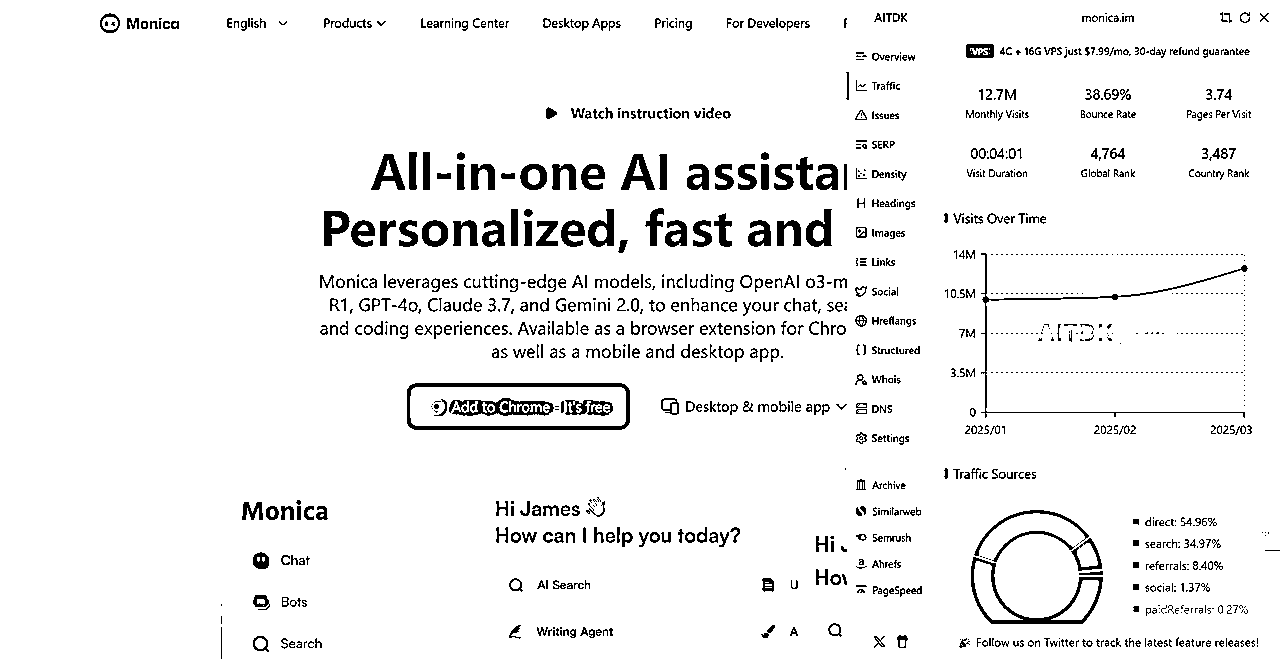 Monica
English
Products
Learning Center
Desktop Apps
Pricing
For Developers
Watch instruction video
All-in-one AI
Personalized, fast and
Monica leverages cutting-edge AI models, including OpenAI
R1, GPT-4o, Claude 3.7, and Gemini 2.0, to enhance your chat,
and coding experiences. Available as a browser extension for
as well as a mobile and desktop app.
Add to Chrome - It's free
Desktop & mobile app
Monica
Chat
Bots
Search
Hi James 👋
How can I help you today?
AI Search
Writing Agent
U
A
Hi
AITDK
monica.im
Overview
Traffic
Issues
SERP
Density
Headings
Images
Links
Social
Hreflangs
Structured
Whois
DNS
Settings
Archive
Similarweb
Semrush
Ahrefs
PageSpeed
VPS 4C + 16G VPS just $7.99/mo, 30-day refund guarantee
12.7M
Monthly Visits
38.69%
Bounce Rate
3.74
Pages Per Visit
00:04:01
Visit Duration
4,764
Global Rank
3,487
Country Rank
Visits Over Time
14M
10.5M
7M
3.5M
0
2025/01
2025/02
2025/03
AITDK
Traffic Sources
direct: 54.96%
search: 34.97%
referrals: 8.40%
social: 1.37%
paidReferrals: 0.27%
🎉 Follow us on Twitter to track the latest feature releases!